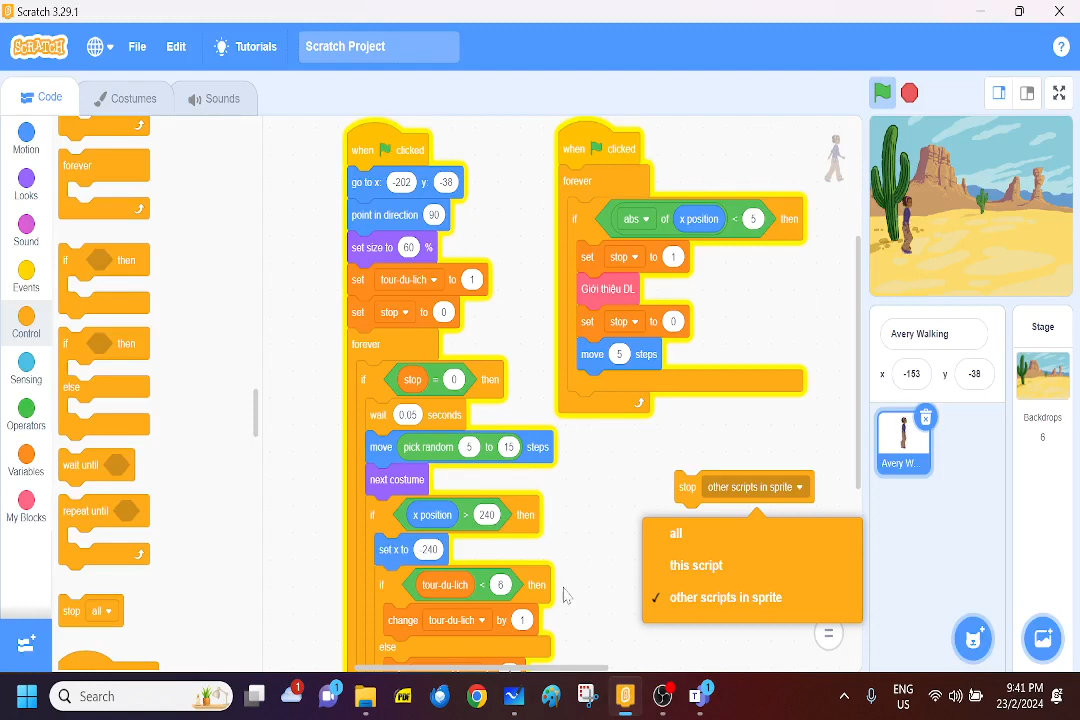 Scratch 3.29.1
SCRATCH
File
Edit
Tutorials
Scratch Project
?
Code
Costumes
Sounds
Motion
Looks
Sound
Events
Control
Sensing
Operators
Variables
My Blocks
forever
if then
if then
else
wait until
repeat until
stop all
when clicked
go to x: -202 y: -38
point in direction 90
set size to 60 %
set tour-du-lich to 1
set stop to 0
forever
if stop = 0 then
wait 0.05 seconds
move pick random 5 to 15 steps
next costume
if x position > 240 then
set x to -240
if tour-du-lich < 6 then
change tour-du-lich by 1
else
when clicked
forever
if abs of x position < 5 then
set stop to 1
Giới thiệu DL
set stop to 0
move 5 steps
stop other scripts in sprite
all
this script
✓ other scripts in sprite
=
Avery Walking
x -153 y -38
Avery W...
Stage
Backdrops
6
Search
1
1
PDF
1
ENG
US
9:41 PM
23/2/2024